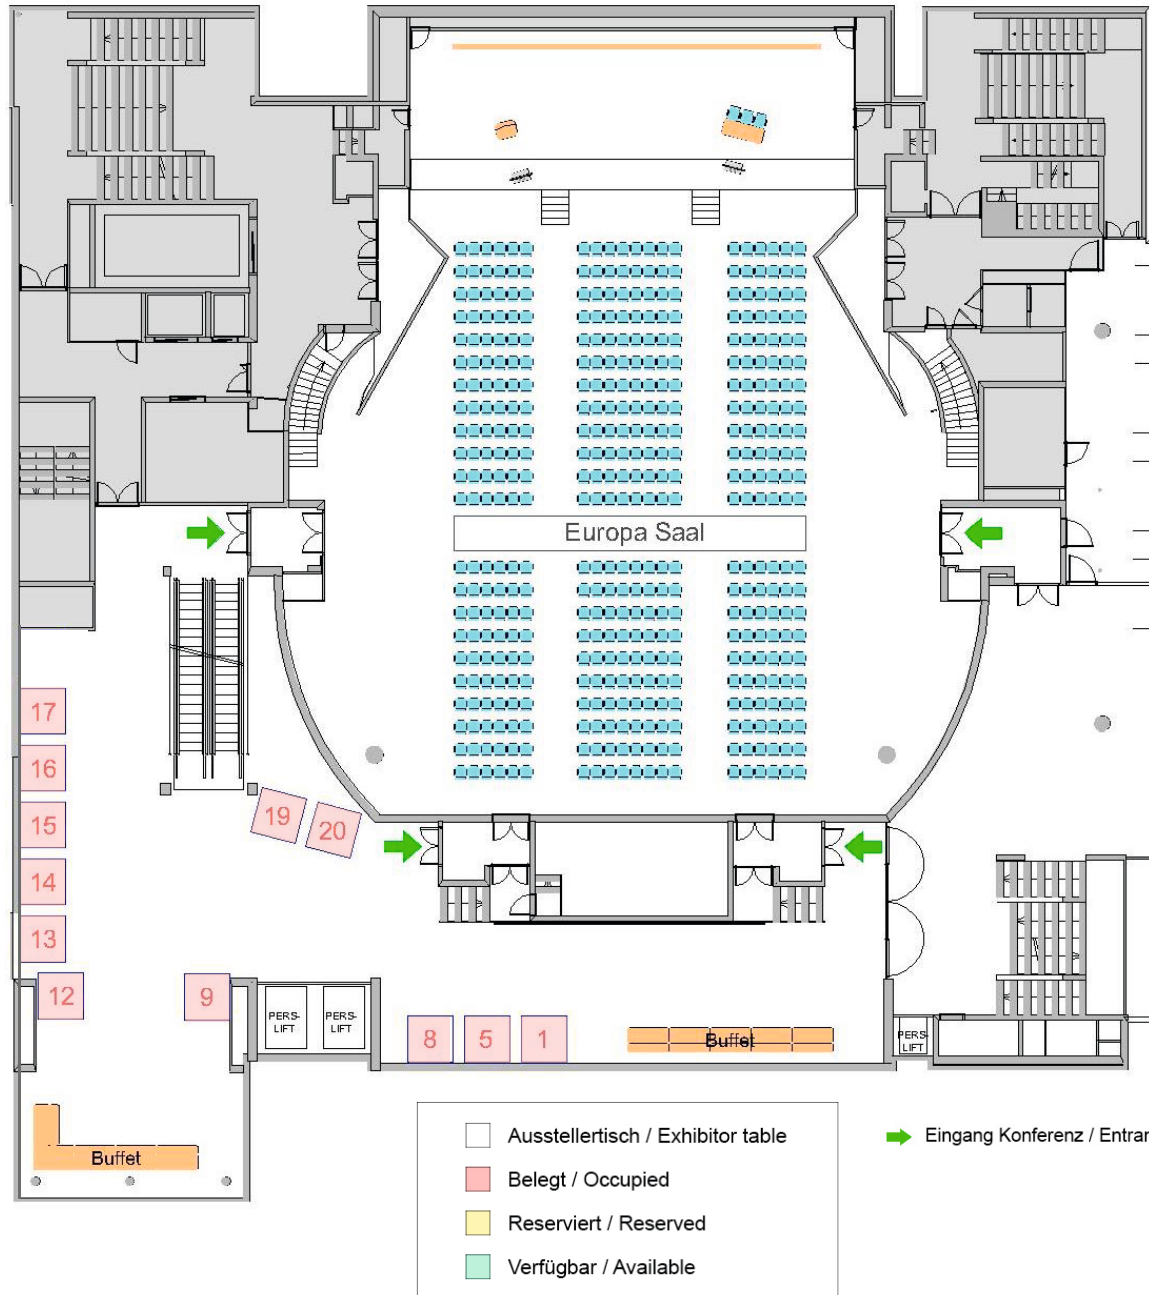 Europa Saal
17
16
15
14
13
12
19
20
9
PERS-
LIFT
PERS-
LIFT
8
5
1
Buffet
PERS-
LIFT
Buffet
Ausstellertisch / Exhibitor table
Belegt / Occupied
Reserviert / Reserved
Verfügbar / Available
Eingang Konferenz / Entran